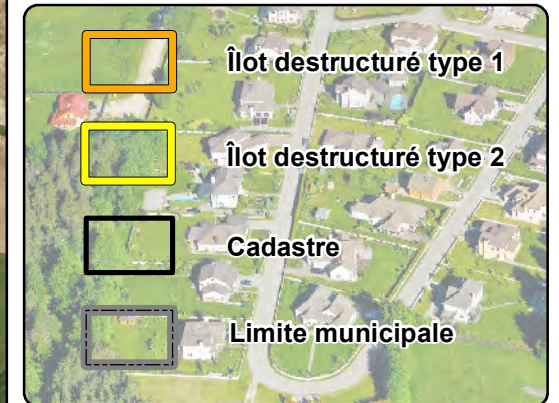 Îlot destructuré type 1
Îlot destructuré type 2
Cadastre
Limite municipale